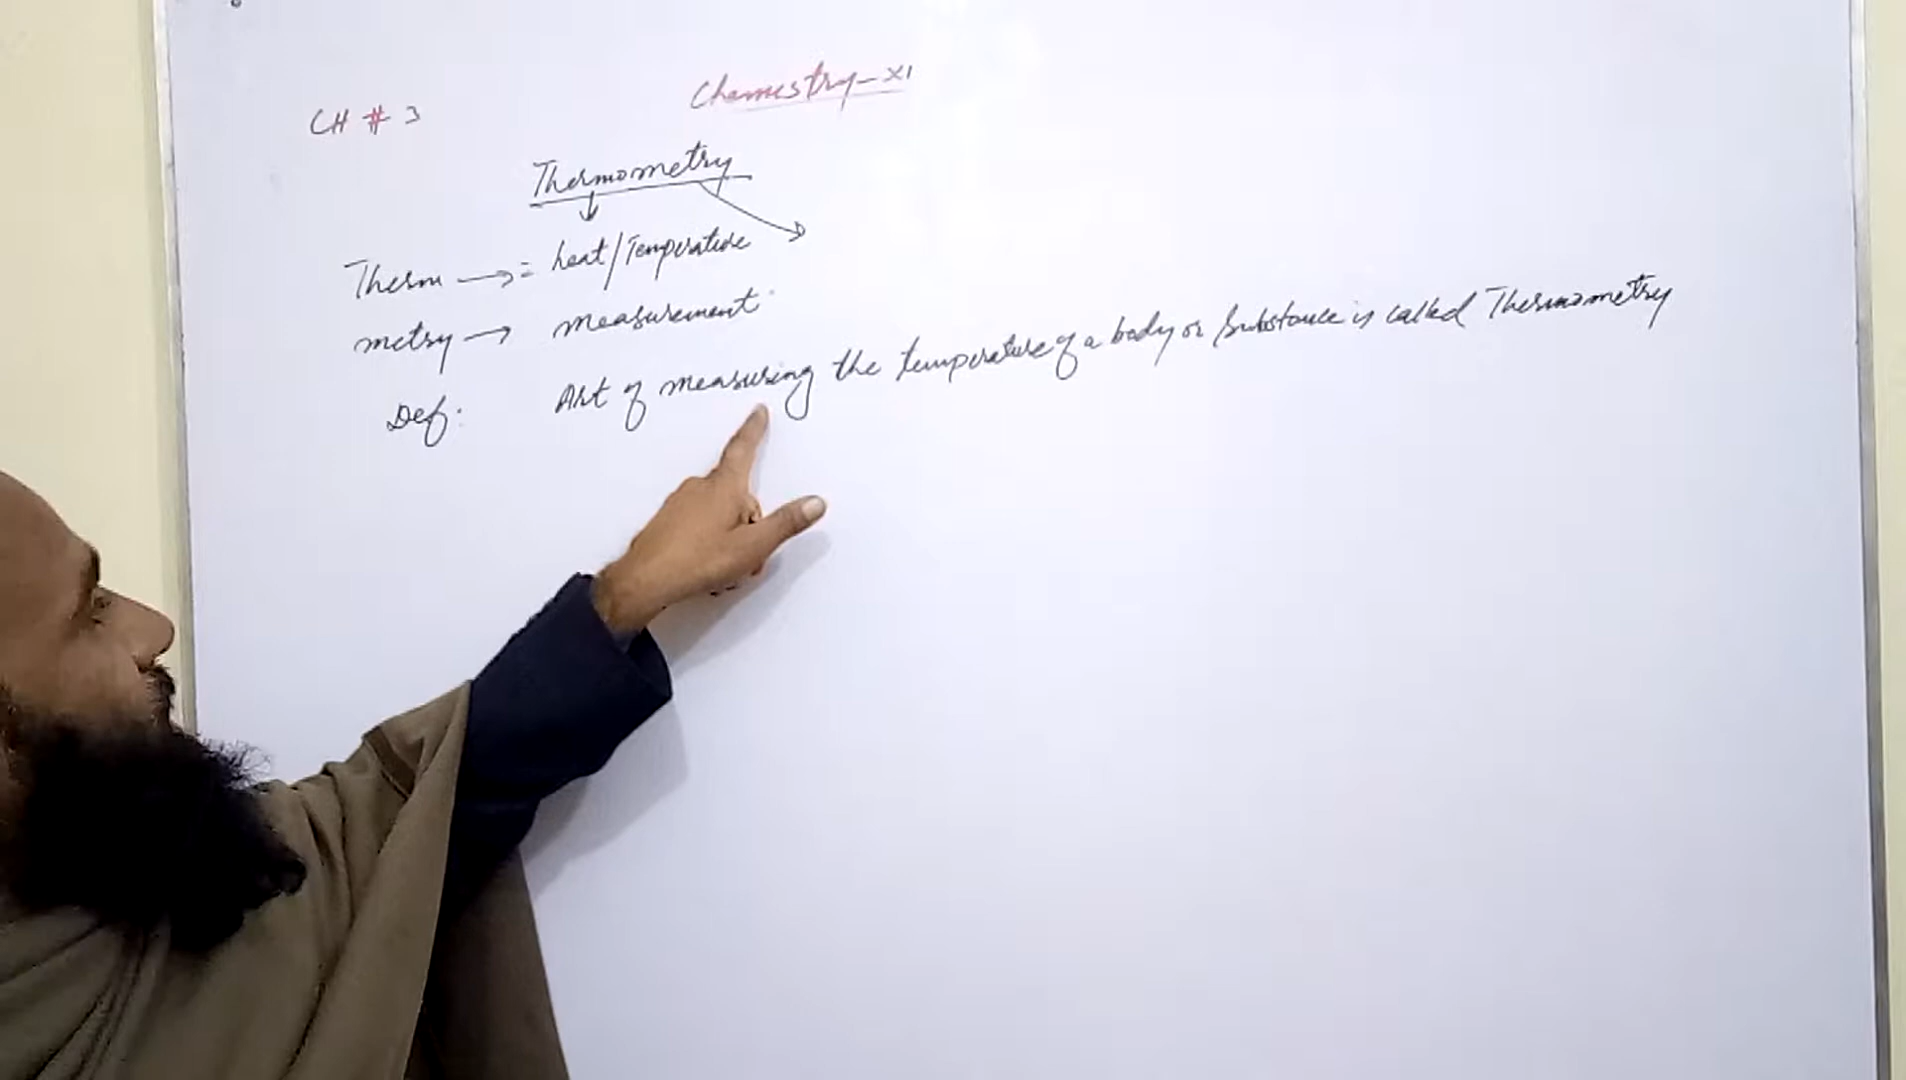 Chemestry-XI
CH # 3
Thermometry
Therm → = heat/Temperature
metry → measurement
Def: Art of measuring the temperature of a body or Substance is called Thermometry